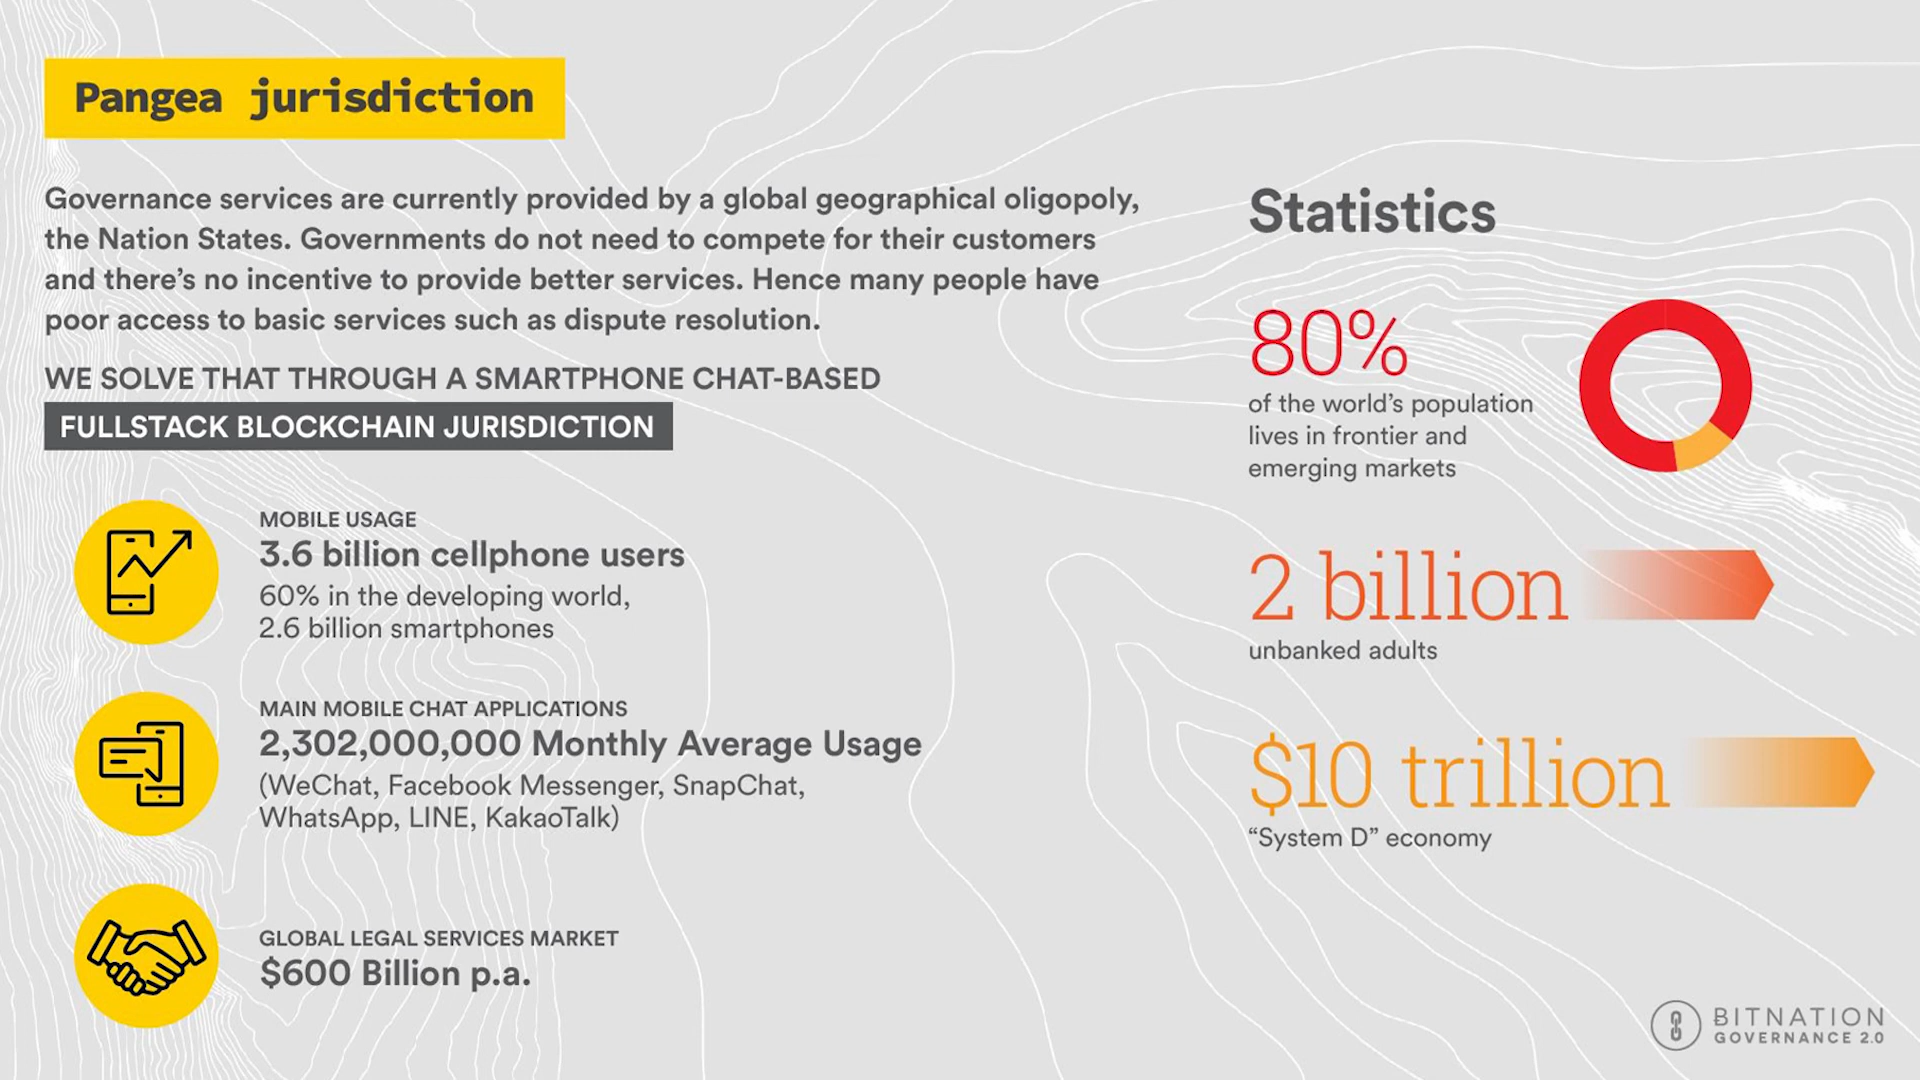 Pangea jurisdiction
Governance services are currently provided by a global geographical oligopoly,
the Nation States. Governments do not need to compete for their customers
and there’s no incentive to provide better services. Hence many people have
poor access to basic services such as dispute resolution.
WE SOLVE THAT THROUGH A SMARTPHONE CHAT-BASED
FULLSTACK BLOCKCHAIN JURISDICTION
MOBILE USAGE
3.6 billion cellphone users
60% in the developing world,
2.6 billion smartphones
MAIN MOBILE CHAT APPLICATIONS
2,302,000,000 Monthly Average Usage
(WeChat, Facebook Messenger, SnapChat,
WhatsApp, LINE, KakaoTalk)
GLOBAL LEGAL SERVICES MARKET
$600 Billion p.a.
Statistics
80%
of the world’s population
lives in frontier and
emerging markets
2 billion
unbanked adults
$10 trillion
“System D” economy
BITNATION
GOVERNANCE 2.0